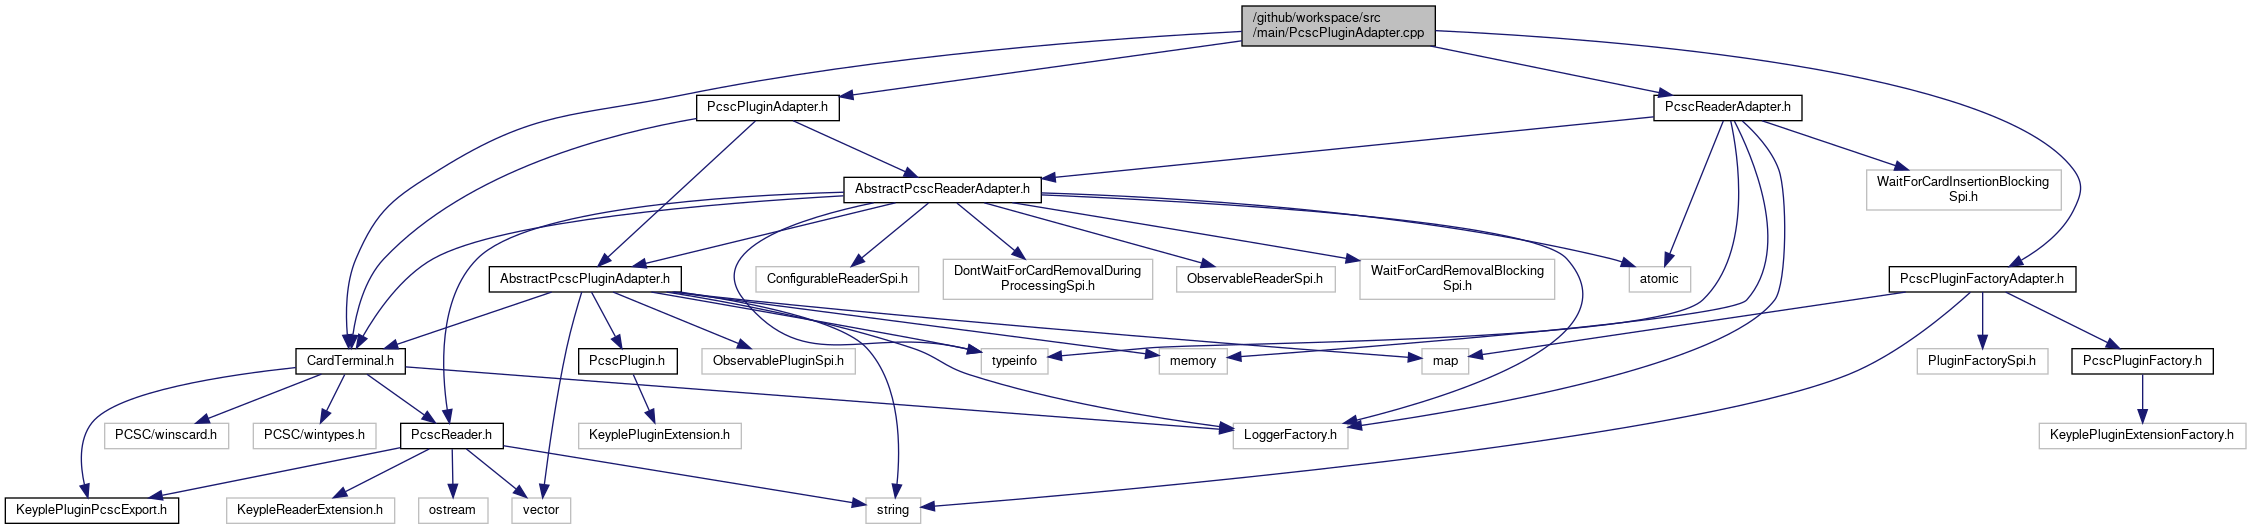 /github/workspace/src
/main/PcscPluginAdapter.cpp
PcscPluginAdapter.h
PcscReaderAdapter.h
AbstractPcscReaderAdapter.h
WaitForCardInsertionBlocking
Spi.h
AbstractPcscPluginAdapter.h
ConfigurableReaderSpi.h
DontWaitForCardRemovalDuring
ProcessingSpi.h
ObservableReaderSpi.h
WaitForCardRemovalBlocking
Spi.h
atomic
PcscPluginFactoryAdapter.h
CardTerminal.h
PcscPlugin.h
ObservablePluginSpi.h
typeinfo
memory
map
PluginFactorySpi.h
PcscPluginFactory.h
PCSC/winscard.h
PCSC/wintypes.h
PcscReader.h
KeyplePluginExtension.h
LoggerFactory.h
KeyplePluginExtensionFactory.h
KeyplePluginPcscExport.h
KeypleReaderExtension.h
ostream
vector
string